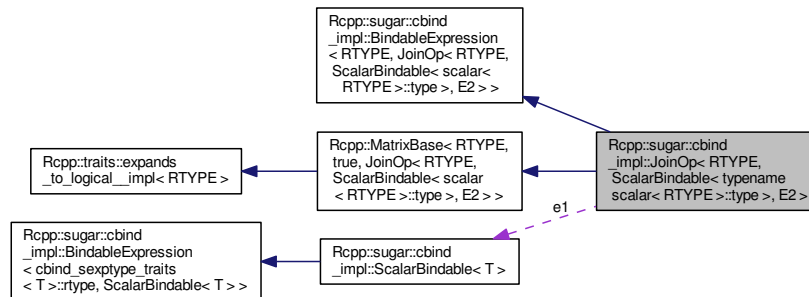 Rcpp::sugar::cbind
_impl::BindableExpression
< RTYPE, JoinOp< RTYPE,
ScalarBindable< scalar<
RTYPE >::type >, E2 > >
Rcpp::traits::expands
_to_logical__impl< RTYPE >
Rcpp::MatrixBase< RTYPE,
true, JoinOp< RTYPE,
ScalarBindable< scalar
< RTYPE >::type >, E2 > >
Rcpp::sugar::cbind
_impl::JoinOp< RTYPE,
ScalarBindable< typename
scalar< RTYPE >::type >, E2 >
e1
Rcpp::sugar::cbind
_impl::BindableExpression
< cbind_sexptype_traits
< T >::rtype, ScalarBindable< T > >
Rcpp::sugar::cbind
_impl::ScalarBindable< T >